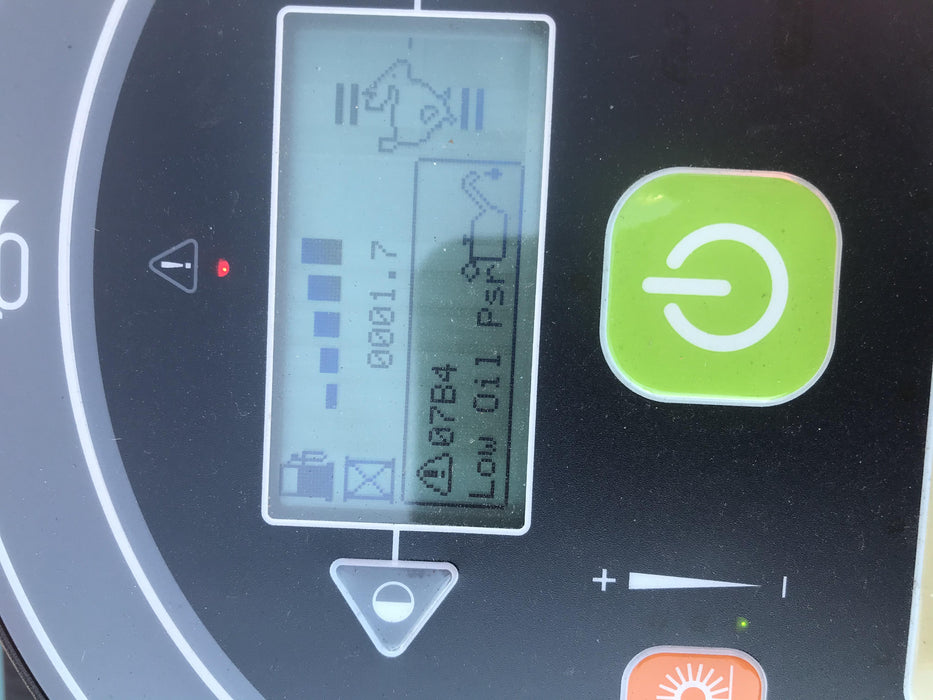 0001.7
07B4
Low Oil Psr
+
-